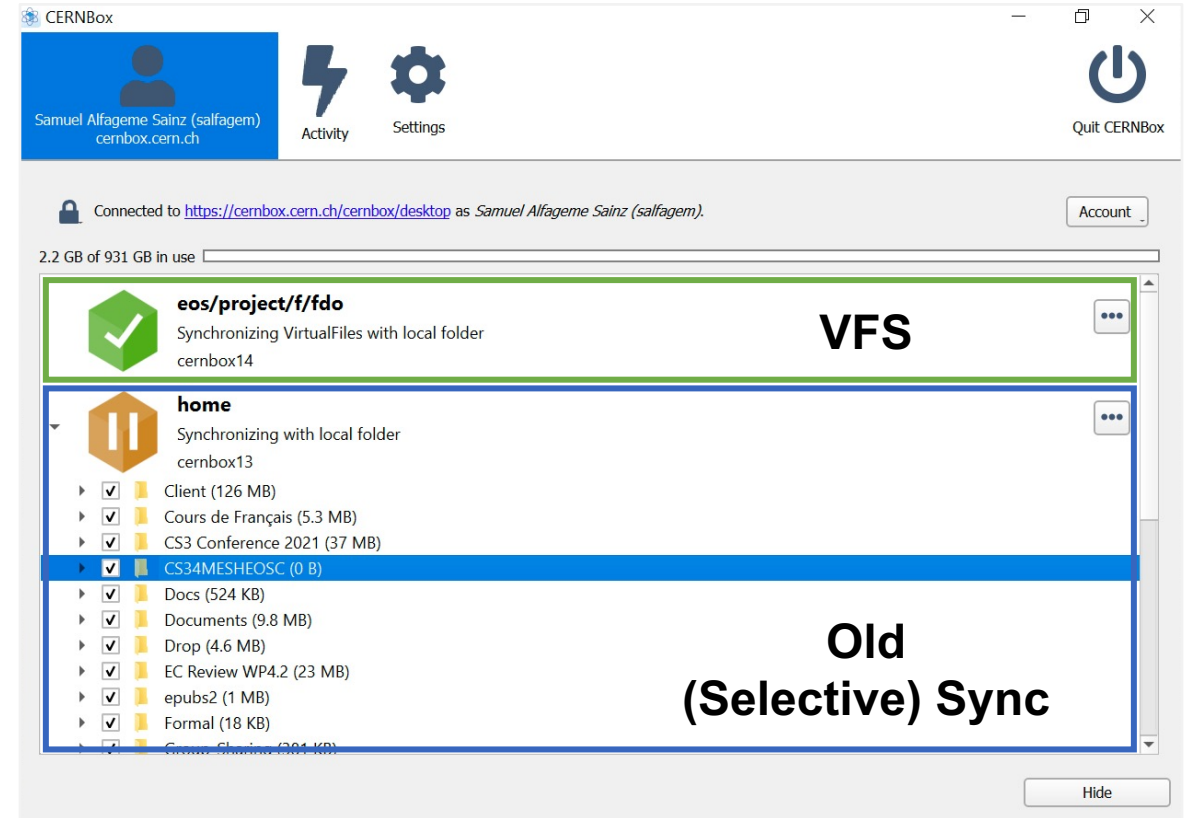 CERNBox
Samuel Alfageme Sainz (salfagem)
cernbox.cern.ch
Activity
Settings
Quit CERNBox
Connected to https://cernbox.cern.ch/cernbox/desktop as Samuel Alfageme Sainz (salfagem).
Account
2.2 GB of 931 GB in use
eos/project/f/fdo
Synchronizing VirtualFiles with local folder
cernbox14
VFS
home
Synchronizing with local folder
cernbox13
Client (126 MB)
Cours de Français (5.3 MB)
CS3 Conference 2021 (37 MB)
CS34MESHEOSC (0 B)
Docs (524 KB)
Documents (9.8 MB)
Drop (4.6 MB)
EC Review WP4.2 (23 MB)
epubs2 (1 MB)
Formal (18 KB)
Old
(Selective) Sync
Hide